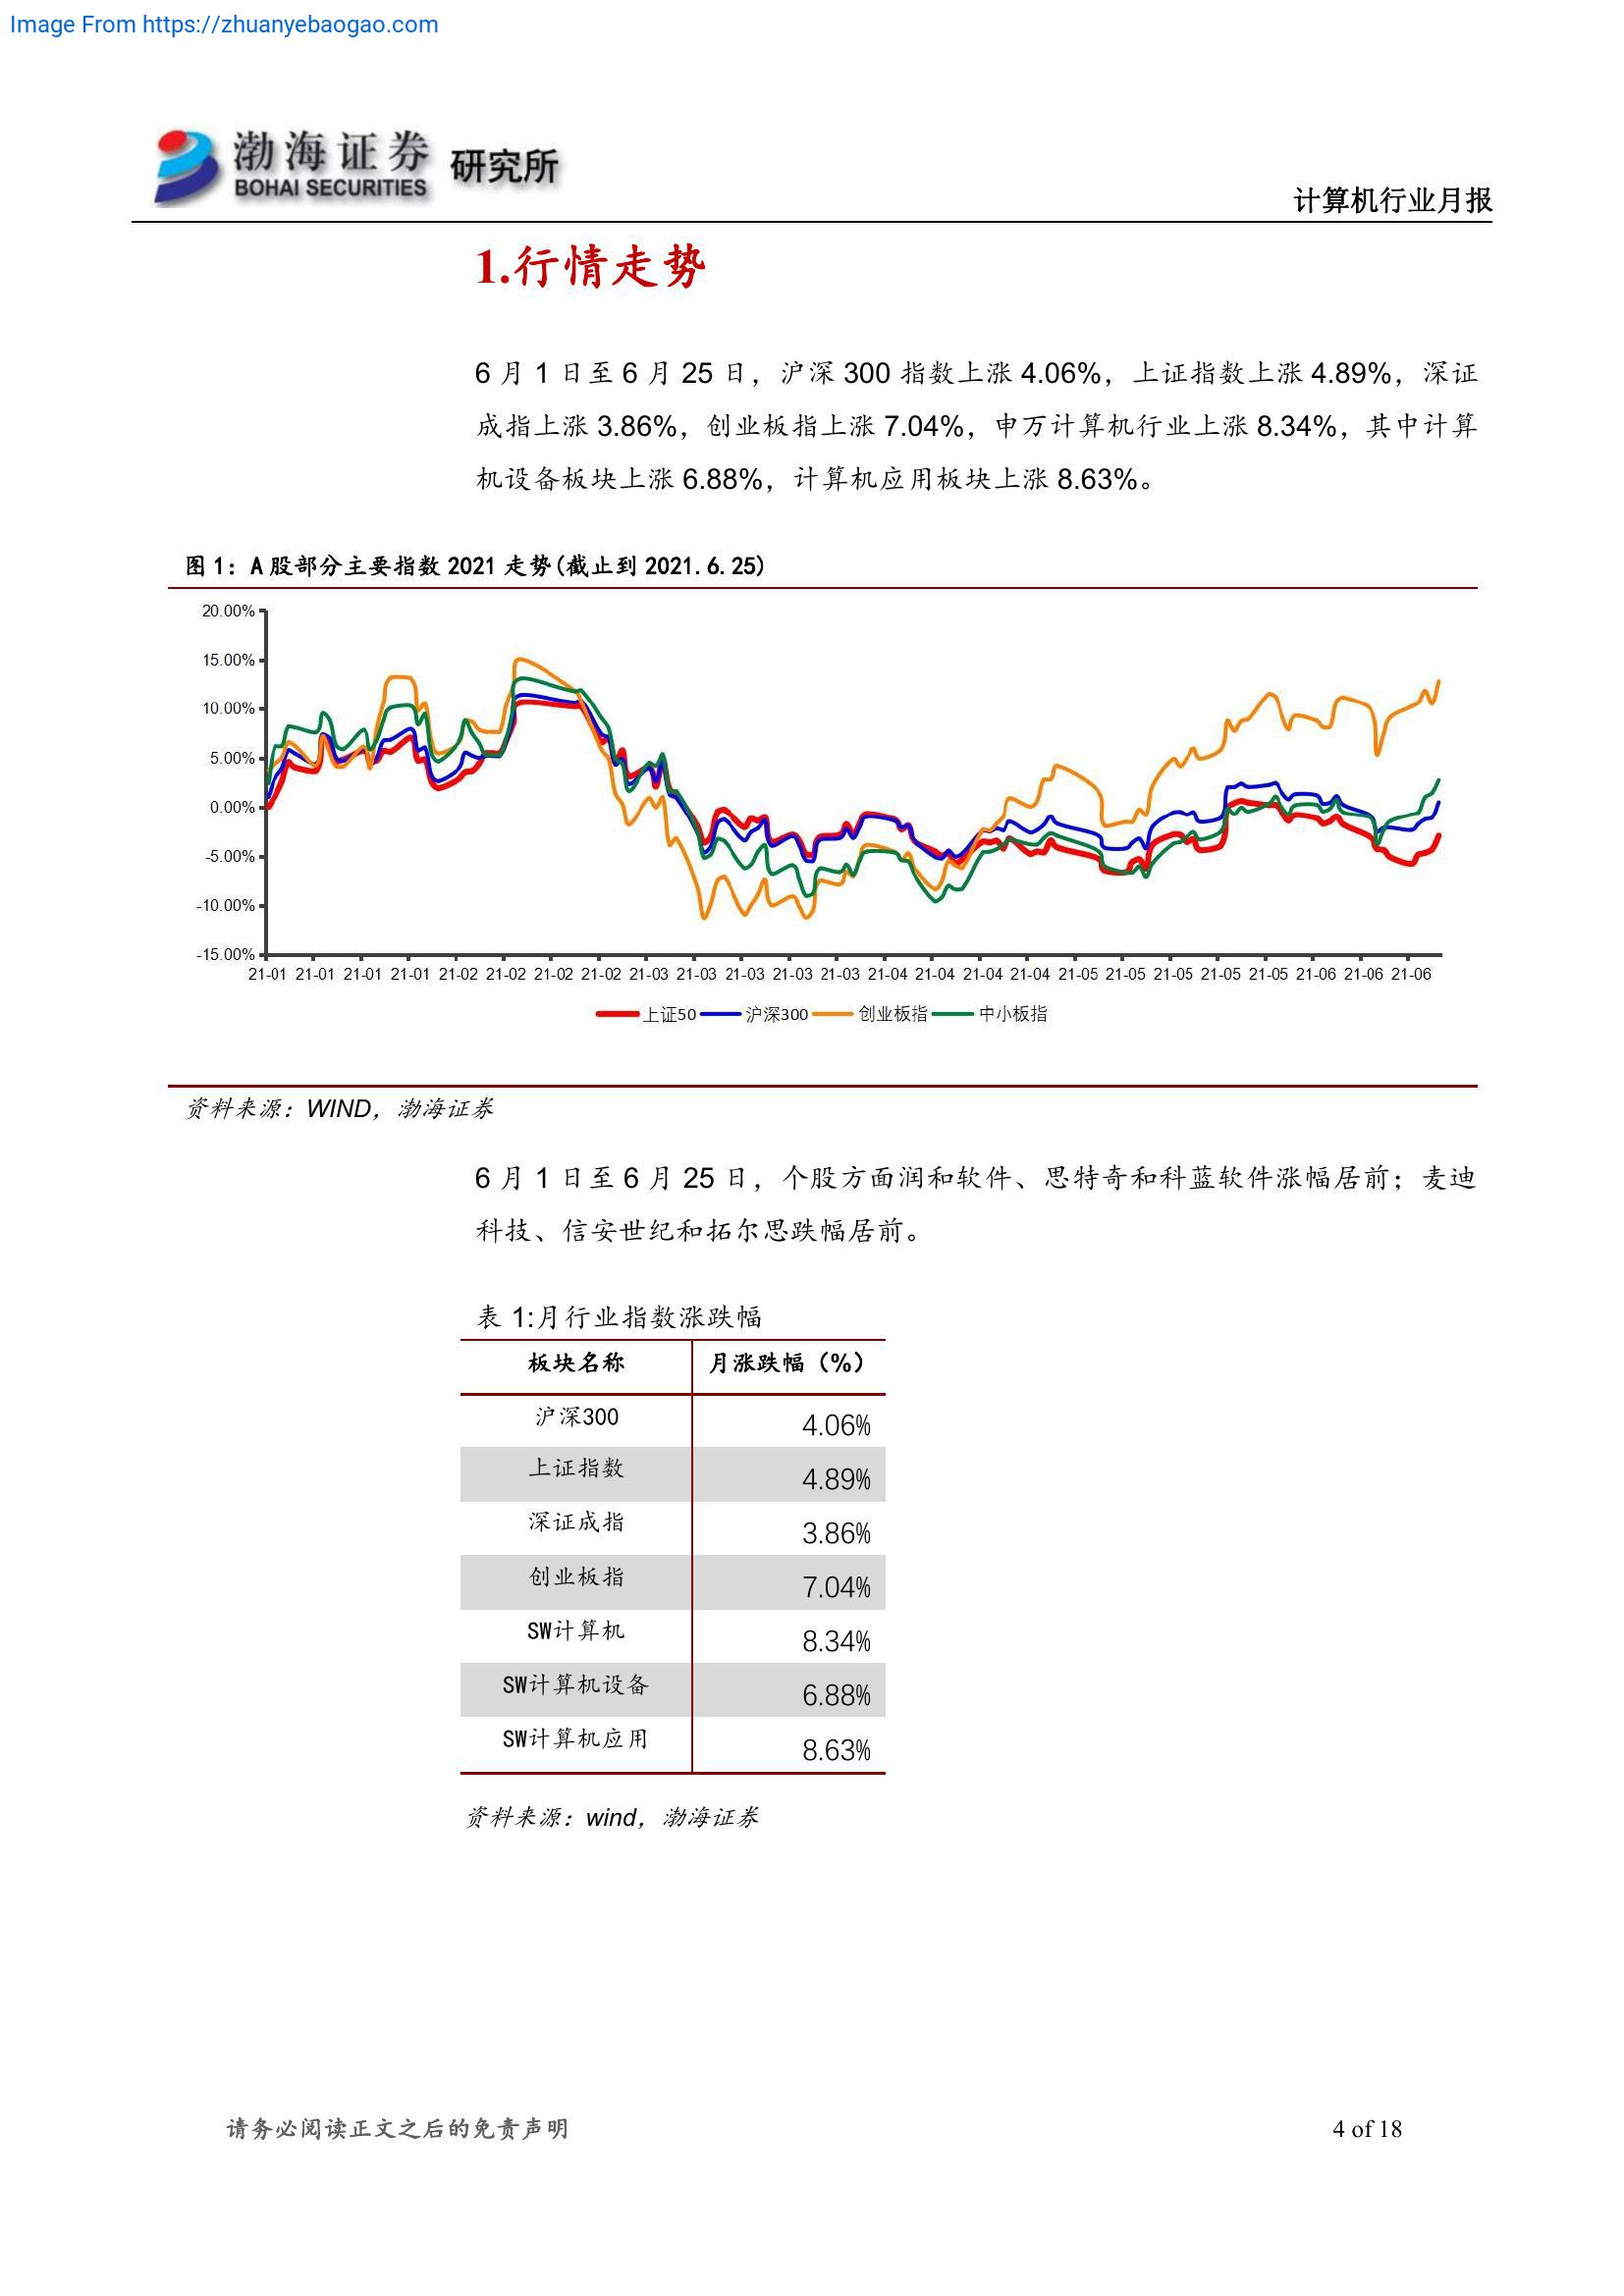 Image From https://zhuanyebaogao.com
渤海证券 研究所
BOHAI SECURITIES
计算机行业月报
1.行情走势
6 月 1 日至 6 月 25 日，沪深 300 指数上涨 4.06%，上证指数上涨 4.89%，深证
成指上涨 3.86%，创业板指上涨 7.04%，申万计算机行业上涨 8.34%，其中计算
机设备板块上涨 6.88%，计算机应用板块上涨 8.63%。
图 1：A 股部分主要指数 2021 走势(截止到 2021.6.25)
20.00%
15.00%
10.00%
5.00%
0.00%
-5.00%
-10.00%
-15.00%
21-01 21-01 21-01 21-01 21-02 21-02 21-02 21-02 21-03 21-03 21-03 21-03 21-03 21-04 21-04 21-04 21-04 21-05 21-05 21-05 21-05 21-05 21-06 21-06 21-06
上证50 沪深300 创业板指 中小板指
资料来源：WIND，渤海证券
6 月 1 日至 6 月 25 日，个股方面润和软件、思特奇和科蓝软件涨幅居前；麦迪
科技、信安世纪和拓尔思跌幅居前。
表 1:月行业指数涨跌幅
板块名称 月涨跌幅（%）
沪深300 4.06%
上证指数 4.89%
深证成指 3.86%
创业板指 7.04%
SW计算机 8.34%
SW计算机设备 6.88%
SW计算机应用 8.63%
资料来源：wind，渤海证券
请务必阅读正文之后的免责声明 4 of 18